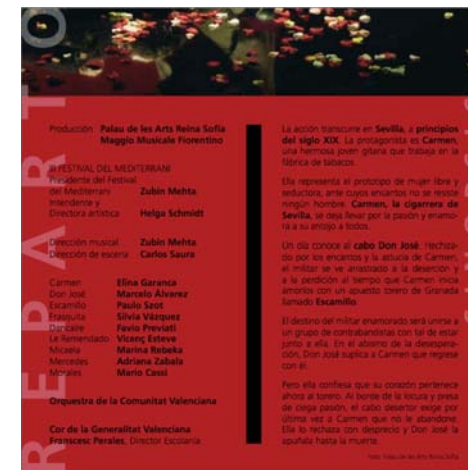 REPARTO
Producción Palau de les Arts Reina Sofía
Maggio Musicale Fiorentino
III FESTIVAL DEL MEDITERRANI
Presidente del Festival
del Mediterrani Zubin Mehta
Intendente y
Directora artística Helga Schmidt
Dirección musical Zubin Mehta
Dirección de escena Carlos Saura
Carmen Elina Garanca
Don José Marcelo Álvarez
Escamillo Paulo Szot
Frasquita Silvia Vázquez
Dancaire Favio Previati
Le Remendado Vicenç Esteve
Micaela Marina Rebeka
Mercedes Adriana Zabala
Morales Mario Cassi
Orquestra de la Comunitat Valenciana
Cor de la Generalitat Valenciana
Franscesc Perales, Director Escolanía
La acción transcurre en Sevilla, a principios
del siglo XIX. La protagonista es Carmen,
una hermosa joven gitana que trabaja en la
fábrica de tabacos.
Ella representa el prototipo de mujer libre y
seductora, ante cuyos encantos no se resiste
ningún hombre. Carmen, la cigarrera de
Sevilla, se deja llevar por la pasión y enamo-
ra a su antojo a todos.
Un día conoce al cabo Don José. Hechiza-
do por los encantos y la astucia de Carmen,
el militar se ve arrastrado a la deserción y
a la perdición al tiempo que Carmen inicia
amoríos con un apuesto torero de Granada
llamado Escamillo.
El destino del militar enamorado será unirse a
un grupo de contrabandistas con tal de estar
junto a ella. En el abismo de la desespera-
ción, Don José suplica a Carmen que regrese
con él.
Pero ella confiesa que su corazón pertenece
ahora al torero. Al borde de la locura y presa
de ciega pasión, el cabo desertor exige por
última vez a Carmen que no le abandone.
Ella lo rechaza con desprecio y Don José la
apuñala hasta la muerte.
Foto: Palau de les Arts Reina Sofía